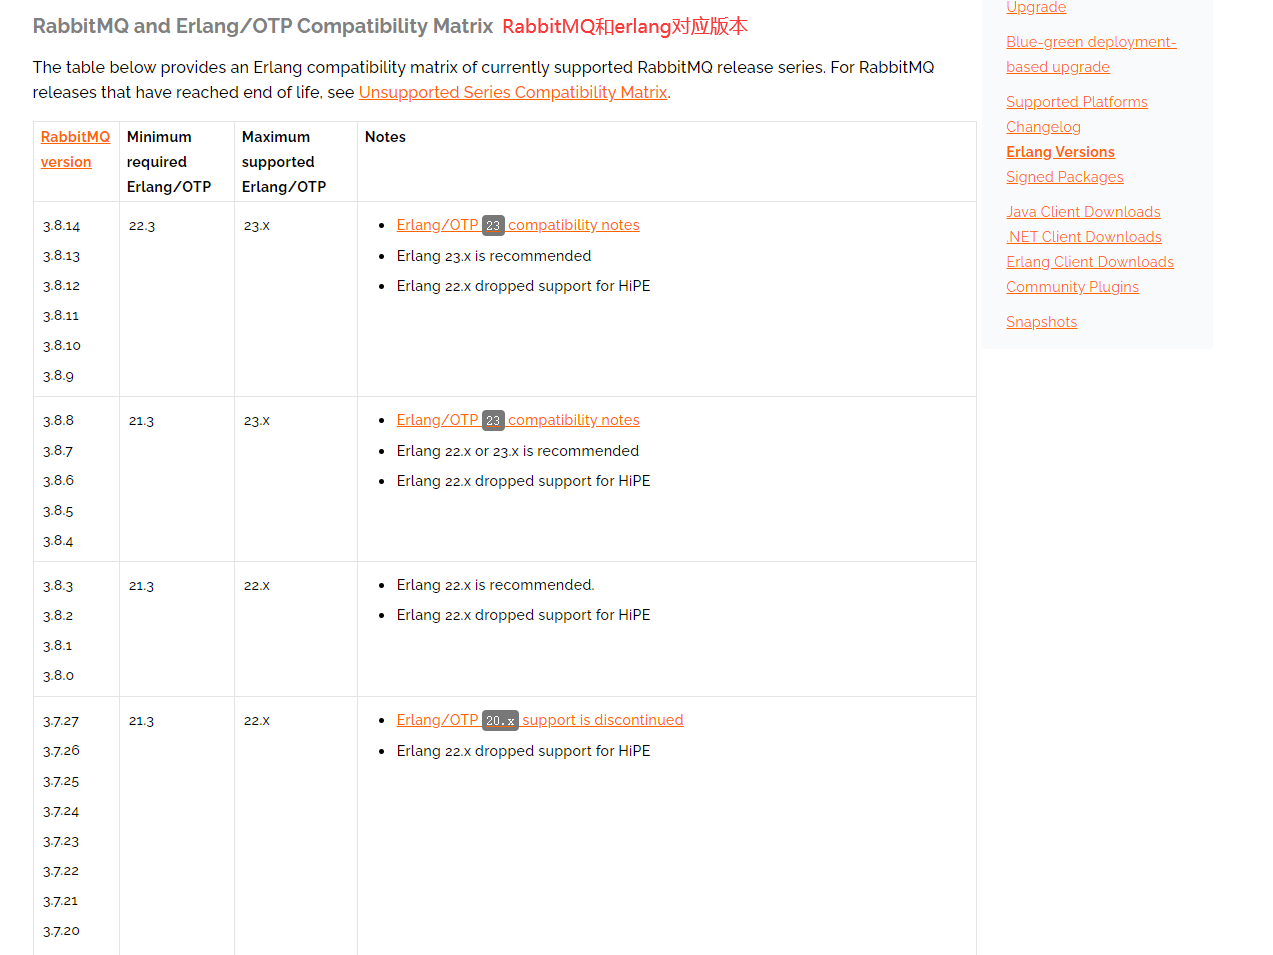 RabbitMQ and Erlang/OTP Compatibility Matrix RabbitMQ和erlang对应版本
The table below provides an Erlang compatibility matrix of currently supported RabbitMQ release series. For RabbitMQ
releases that have reached end of life, see Unsupported Series Compatibility Matrix.
RabbitMQ version
Minimum required Erlang/OTP
Maximum supported Erlang/OTP
Notes
3.8.14
3.8.13
3.8.12
3.8.11
3.8.10
3.8.9
22.3
23.x
Erlang/OTP 23 compatibility notes
Erlang 23.x is recommended
Erlang 22.x dropped support for HiPE
3.8.8
3.8.7
3.8.6
3.8.5
3.8.4
21.3
23.x
Erlang/OTP 23 compatibility notes
Erlang 22.x or 23.x is recommended
Erlang 22.x dropped support for HiPE
3.8.3
3.8.2
3.8.1
3.8.0
21.3
22.x
Erlang 22.x is recommended.
Erlang 22.x dropped support for HiPE
3.7.27
3.7.26
3.7.25
3.7.24
3.7.23
3.7.22
3.7.21
3.7.20
21.3
22.x
Erlang/OTP 20.x support is discontinued
Erlang 22.x dropped support for HiPE
Upgrade
Blue-green deployment-
based upgrade
Supported Platforms
Changelog
Erlang Versions
Signed Packages
Java Client Downloads
.NET Client Downloads
Erlang Client Downloads
Community Plugins
Snapshots